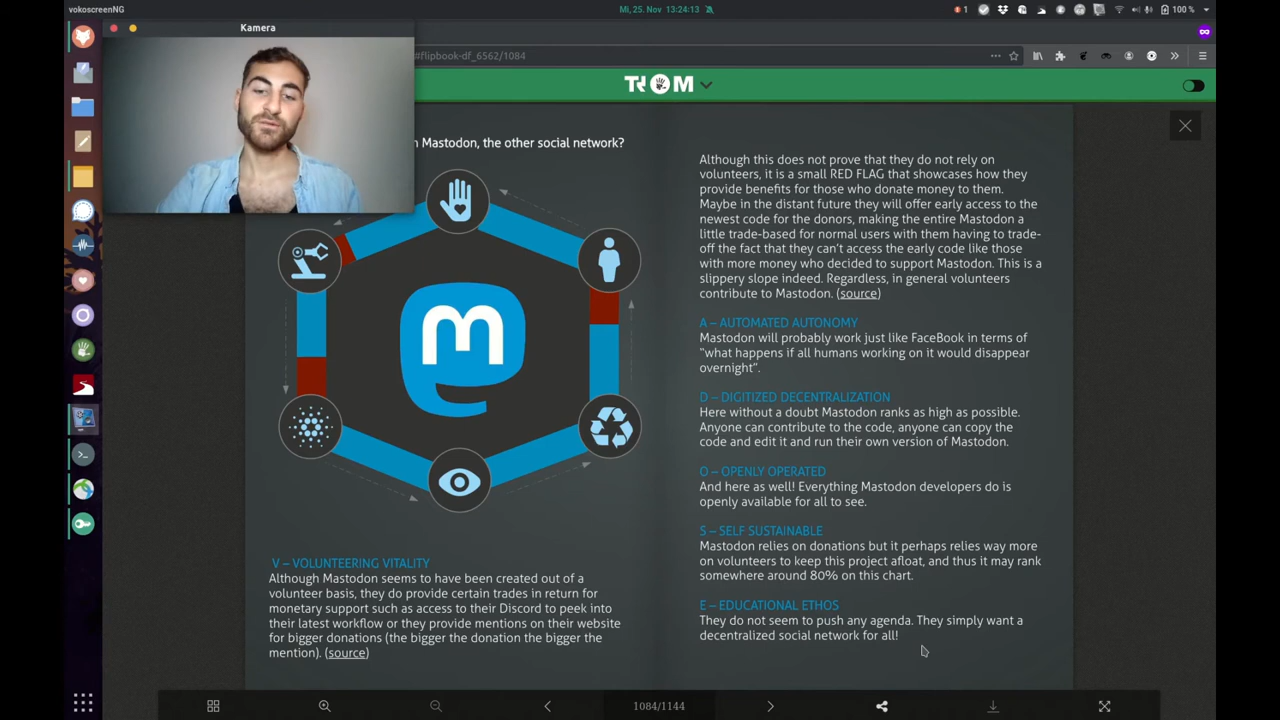 vokoscreenNG
Mi, 25. Nov 13:24:13
1
100 %
Kamera
#flipbook-df_6562/1084
TROM
Mastodon, the other social network?
V – VOLUNTEERING VITALITY
Although Mastodon seems to have been created out of a
volunteer basis, they do provide certain trades in return for
monetary support such as access to their Discord to peek into
their latest workflow or they provide mentions on their website
for bigger donations (the bigger the donation the bigger the
mention). (source)
Although this does not prove that they do not rely on
volunteers, it is a small RED FLAG that showcases how they
provide benefits for those who donate money to them.
Maybe in the distant future they will offer early access to the
newest code for the donors, making the entire Mastodon a
little trade-based for normal users with them having to trade-
off the fact that they can't access the early code like those
with more money who decided to support Mastodon. This is a
slippery slope indeed. Regardless, in general volunteers
contribute to Mastodon. (source)
A – AUTOMATED AUTONOMY
Mastodon will probably work just like FaceBook in terms of
"what happens if all humans working on it would disappear
overnight".
D – DIGITIZED DECENTRALIZATION
Here without a doubt Mastodon ranks as high as possible.
Anyone can contribute to the code, anyone can copy the
code and edit it and run their own version of Mastodon.
O – OPENLY OPERATED
And here as well! Everything Mastodon developers do is
openly available for all to see.
S – SELF SUSTAINABLE
Mastodon relies on donations but it perhaps relies way more
on volunteers to keep this project afloat, and thus it may rank
somewhere around 80% on this chart.
E – EDUCATIONAL ETHOS
They do not seem to push any agenda. They simply want a
decentralized social network for all!
1084/1144